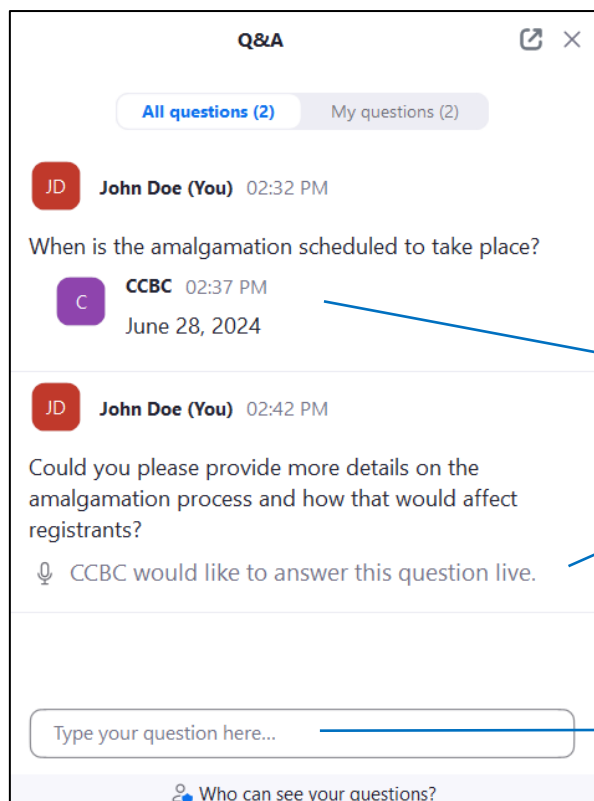 Q&A
All questions (2) My questions (2)
JD John Doe (You) 02:32 PM
When is the amalgamation scheduled to take place?
CCBC 02:37 PM
C
June 28, 2024
JD John Doe (You) 02:42 PM
Could you please provide more details on the
amalgamation process and how that would affect
registrants?
CCBC would like to answer this question live.
Type your question here...
Who can see your questions?